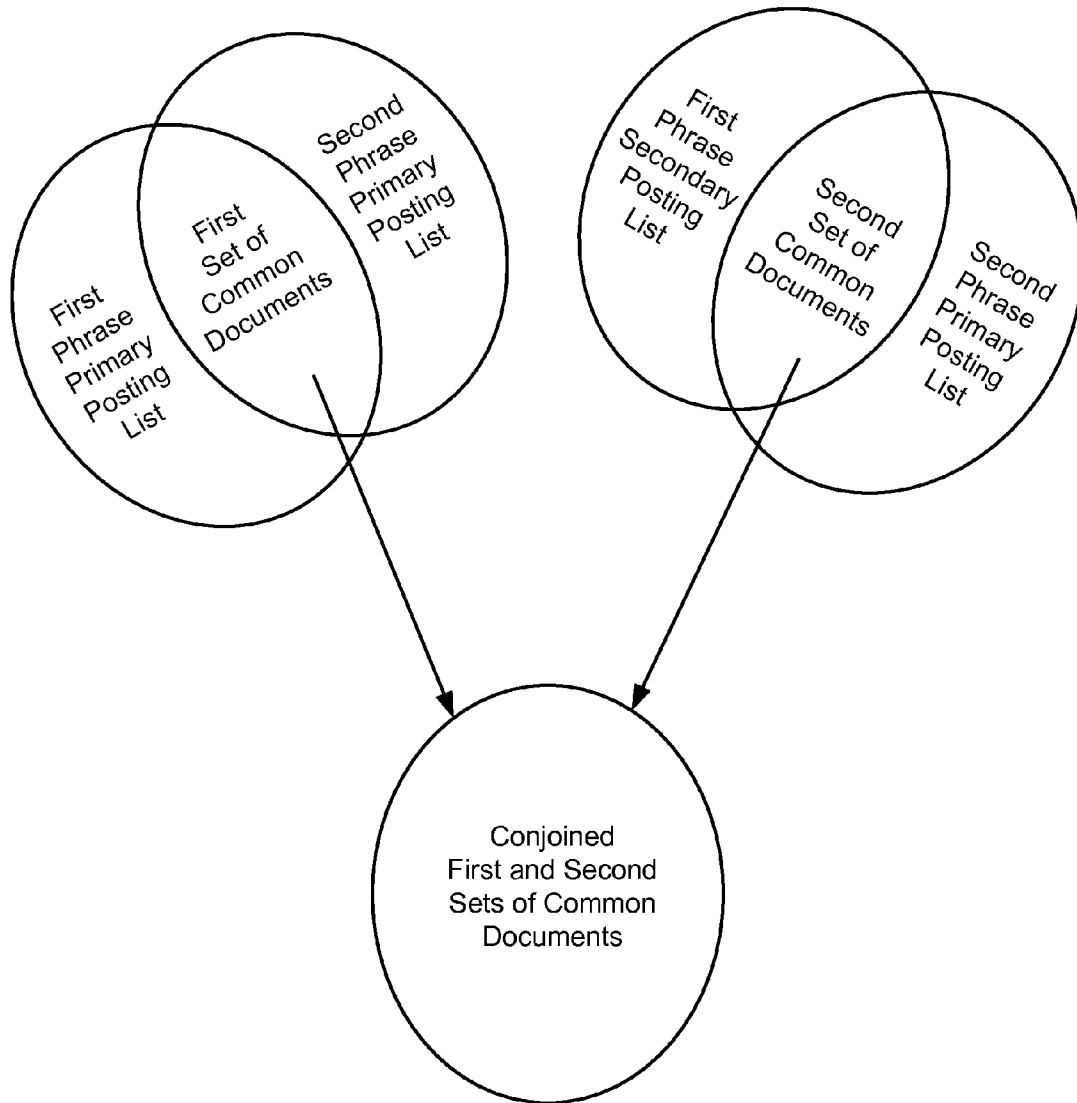 First
Phrase
Primary
Posting
List
First
Set of
Common
Documents
Second
Phrase
Primary
Posting
List
First
Phrase
Secondary
Posting
List
Second
Set of
Common
Documents
Second
Phrase
Primary
Posting
List
Conjoined
First and Second
Sets of Common
Documents